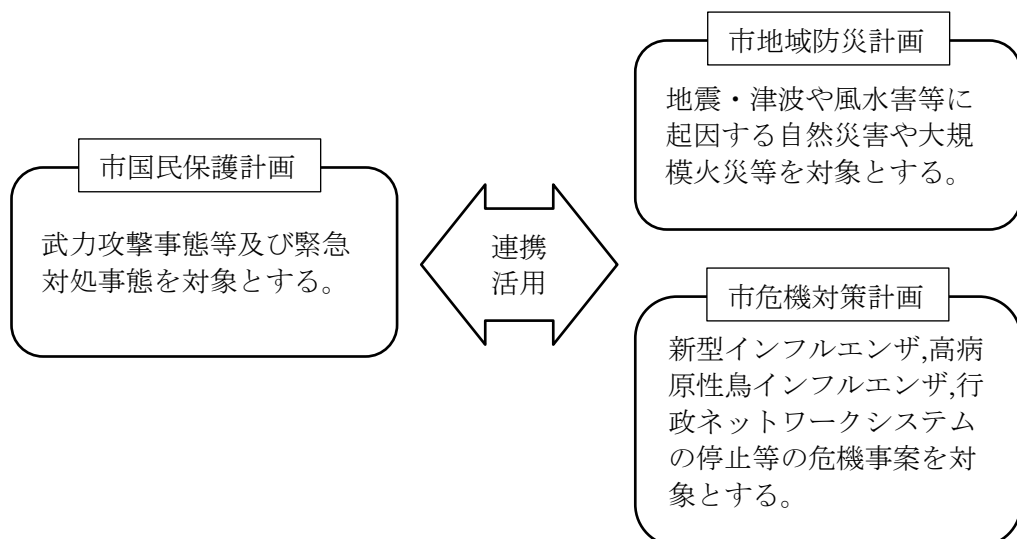 市国民保護計画
武力攻撃事態等及び緊急
対処事態を対象とする。
連携
活用
市地域防災計画
地震・津波や風水害等に
起因する自然災害や大規
模火災等を対象とする。
市危機対策計画
新型インフルエンザ,高病
原性鳥インフルエンザ,行
政ネットワークシステム
の停止等の危機事案を対
象とする。